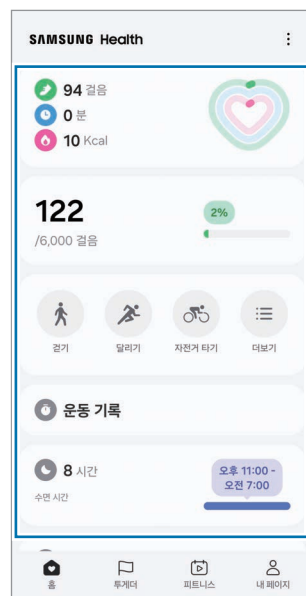 SAMSUNG Health
94 걸음
0 분
10 Kcal
122
/6,000 걸음
2%
걷기
달리기
자전거 타기
더보기
운동 기록
8 시간
수면 시간
오후 11:00 -
오전 7:00
홈
투게더
피트니스
내 페이지